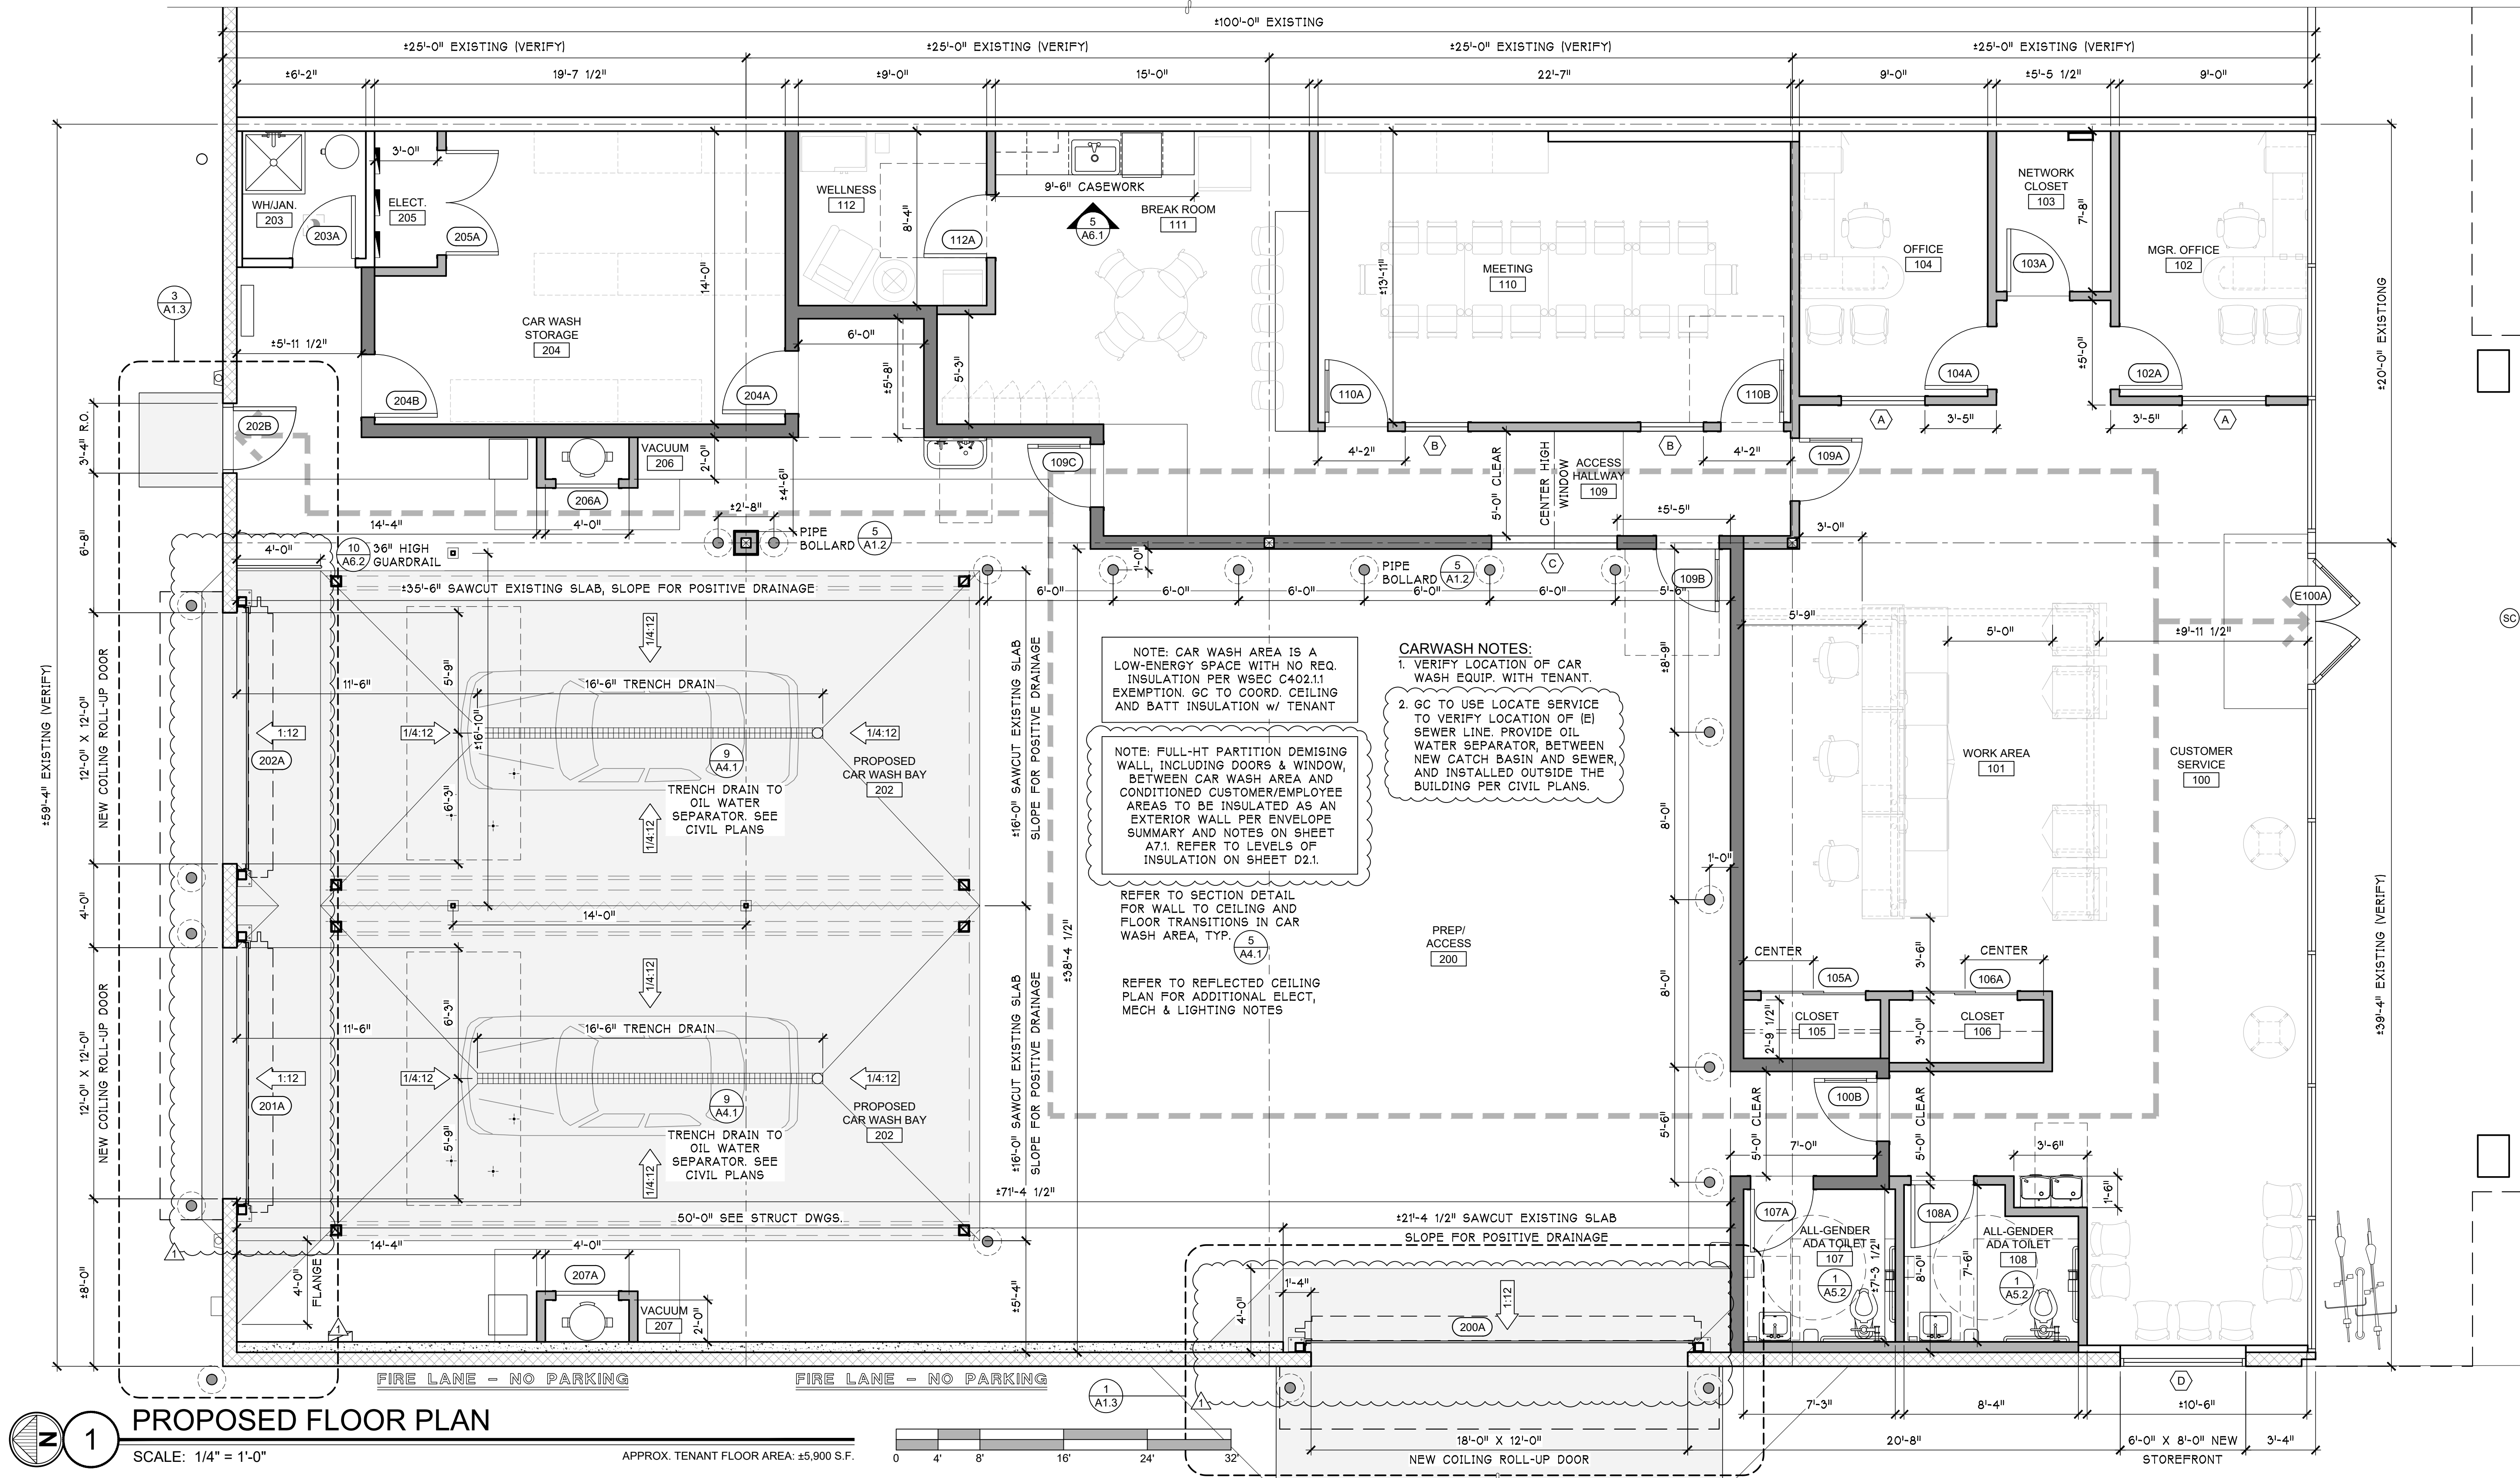 ±100'-0" EXISTING
±25'-0" EXISTING (VERIFY)
±25'-0" EXISTING (VERIFY)
±25'-0" EXISTING (VERIFY)
±25'-0" EXISTING (VERIFY)
±6'-2"
19'-7 1/2"
±9'-0"
15'-0"
22'-7"
9'-0"
±5'-5 1/2"
9'-0"
3'-0"
WH/JAN.
203
203A
ELECT.
205
205A
14'-0"
WELLNESS
112
8'-4"
112A
9'-6" CASEWORK
5
A6.1
BREAK ROOM
111
±13'-11"
MEETING
110
OFFICE
104
NETWORK
CLOSET
103
7'-8"
103A
MGR. OFFICE
102
3
A1.3
CAR WASH
STORAGE
204
±5'-11 1/2"
6'-0"
±5'-8"
5'-3"
204B
204A
110A
110B
104A
±5'-0"
102A
±20'-0" EXISTIONG
3'-4" R.O.
202B
VACUUM
206
2'-0"
206A
±4'-6"
109C
4'-2"
B
B
4'-2"
5'-0" CLEAR
CENTER HIGH
WINDOW
ACCESS
HALLWAY
109
109A
A
3'-5"
3'-5"
A
6'-8"
14'-4"
4'-0"
±2'-8"
PIPE
BOLLARD
5
A1.2
±5'-5"
3'-0"
4'-0"
10
A6.2
36" HIGH
GUARDRAIL
1'-0"
PIPE
BOLLARD
5
A1.2
C
109B
±35'-6" SAWCUT EXISTING SLAB, SLOPE FOR POSITIVE DRAINAGE
6'-0"
6'-0"
6'-0"
6'-0"
6'-0"
5'-6"
E100A
SC
5'-9"
5'-0"
±9'-11 1/2"
±59'-4" EXISTING (VERIFY)
12'-0" X 12'-0"
NEW COILING ROLL-UP DOOR
5'-9"
1/4:12
11'-6"
16'-6" TRENCH DRAIN
±16'-10"
1:12
1/4:12
1/4:12
202A
9
A4.1
PROPOSED
CAR WASH BAY
202
6'-3"
1/4:12
TRENCH DRAIN TO
OIL WATER
SEPARATOR. SEE
CIVIL PLANS
±16'-0" SAWCUT EXISTING SLAB
SLOPE FOR POSITIVE DRAINAGE
NOTE: CAR WASH AREA IS A
LOW-ENERGY SPACE WITH NO REQ.
INSULATION PER WSEC C402.1.1
EXEMPTION. GC TO COORD. CEILING
AND BATT INSULATION w/ TENANT
NOTE: FULL-HT PARTITION DEMISING
WALL, INCLUDING DOORS & WINDOW,
BETWEEN CAR WASH AREA AND
CONDITIONED CUSTOMER/EMPLOYEE
AREAS TO BE INSULATED AS AN
EXTERIOR WALL PER ENVELOPE
SUMMARY AND NOTES ON SHEET
A7.1. REFER TO LEVELS OF
INSULATION ON SHEET D2.1.
REFER TO SECTION DETAIL
FOR WALL TO CEILING AND
FLOOR TRANSITIONS IN CAR
WASH AREA, TYP.
5
A4.1
REFER TO REFLECTED CEILING
PLAN FOR ADDITIONAL ELECT,
MECH & LIGHTING NOTES
CARWASH NOTES:
1. VERIFY LOCATION OF CAR
WASH EQUIP. WITH TENANT.
2. GC TO USE LOCATE SERVICE
TO VERIFY LOCATION OF (E)
SEWER LINE. PROVIDE OIL
WATER SEPARATOR, BETWEEN
NEW CATCH BASIN AND SEWER,
AND INSTALLED OUTSIDE THE
BUILDING PER CIVIL PLANS.
±8'-9"
8'-0"
1'-0"
8'-0"
5'-6"
WORK AREA
101
CUSTOMER
SERVICE
100
4'-0"
14'-0"
±38'-4 1/2"
PREP/
ACCESS
200
±39'-4" EXISTING (VERIFY)
12'-0" X 12'-0"
NEW COILING ROLL-UP DOOR
1/4:12
6'-3"
11'-6"
16'-6" TRENCH DRAIN
1:12
1/4:12
1/4:12
201A
9
A4.1
PROPOSED
CAR WASH BAY
202
5'-9"
1/4:12
TRENCH DRAIN TO
OIL WATER
SEPARATOR. SEE
CIVIL PLANS
±16'-0" SAWCUT EXISTING SLAB
SLOPE FOR POSITIVE DRAINAGE
CENTER
3'-6"
CENTER
105A
106A
CLOSET
105
2'-9 1/2"
CLOSET
106
3'-0"
5'-0" CLEAR
100B
5'-0" CLEAR
7'-0"
3'-6"
1'-6"
±71'-4 1/2"
50'-0" SEE STRUCT DWGS.
±21'-4 1/2" SAWCUT EXISTING SLAB
SLOPE FOR POSITIVE DRAINAGE
107A
ALL-GENDER
ADA TOILET
107
1
A5.2
±7'-3 1/2"
108A
8'-0"
7'-6"
ALL-GENDER
ADA TOILET
108
1
A5.2
1
14'-4"
4'-0"
±8'-0"
4'-0"
FLANGE
1
207A
VACUUM
207
2'-0"
±5'-4"
4'-0"
1'-4"
1:12
200A
FIRE LANE - NO PARKING
FIRE LANE - NO PARKING
1
A1.3
1
D
7'-3"
8'-4"
±10'-6"
18'-0" X 12'-0"
NEW COILING ROLL-UP DOOR
20'-8"
6'-0" X 8'-0" NEW
STOREFRONT
3'-4"
N
1
PROPOSED FLOOR PLAN
SCALE: 1/4" = 1'-0"
APPROX. TENANT FLOOR AREA: ±5,900 S.F.
0 4' 8' 16' 24' 32'